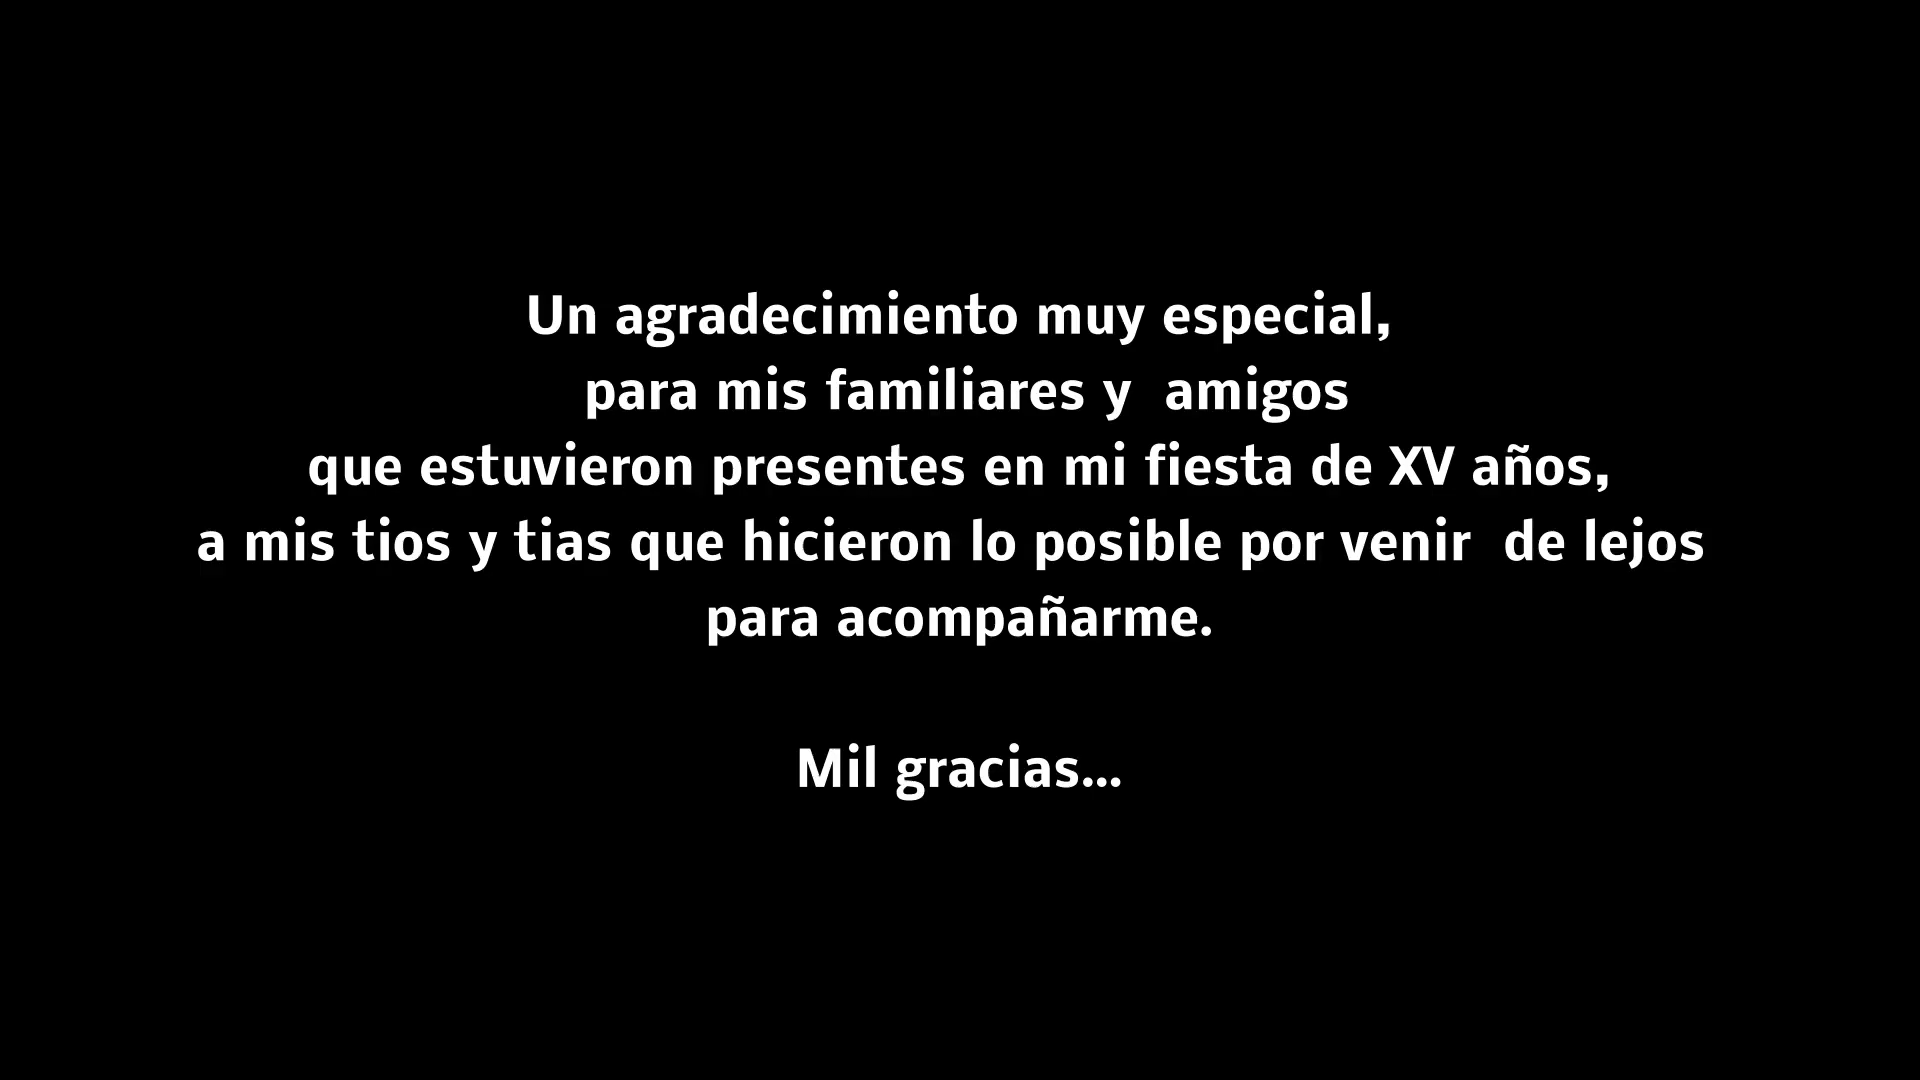 Un agradecimiento muy especial,
para mis familiares y  amigos
que estuvieron presentes en mi fiesta de XV años,
a mis tios y tias que hicieron lo posible por venir  de lejos
para acompañarme.
Mil gracias...